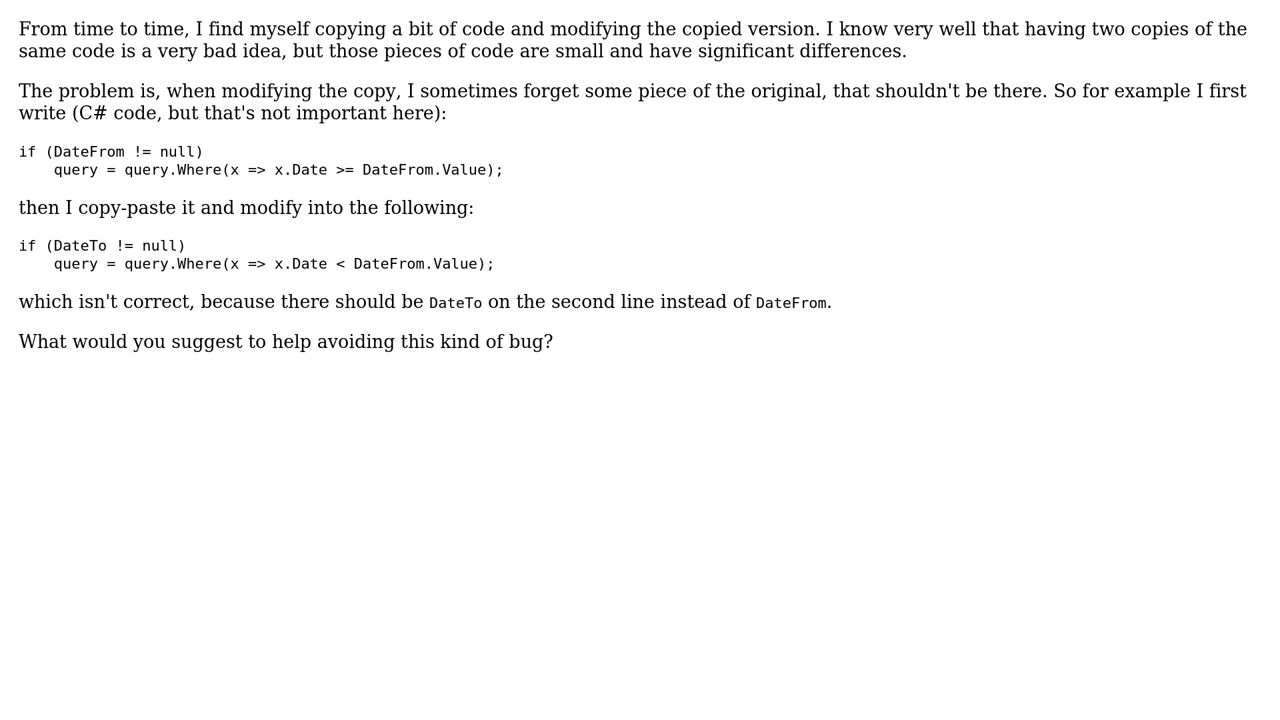 From time to time, I find myself copying a bit of code and modifying the copied version. I know very well that having two copies of the
same code is a very bad idea, but those pieces of code are small and have significant differences.
The problem is, when modifying the copy, I sometimes forget some piece of the original, that shouldn't be there. So for example I first
write (C# code, but that's not important here):
if (DateFrom != null)
    query = query.Where(x => x.Date >= DateFrom.Value);
then I copy-paste it and modify into the following:
if (DateTo != null)
    query = query.Where(x => x.Date < DateFrom.Value);
which isn't correct, because there should be DateTo on the second line instead of DateFrom.
What would you suggest to help avoiding this kind of bug?